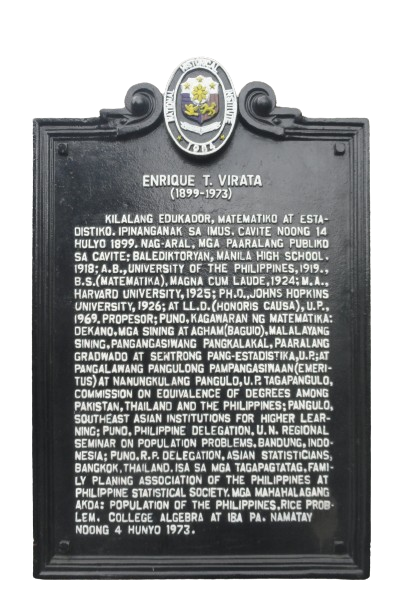 NATIONAL HISTORICAL INSTITUTE
1984
ENRIQUE T. VIRATA
(1899-1973)
KILALANG EDUKADOR, MATEMATIKO AT ESTA-
DISTIKO. IPINANGANAK SA IMUS, CAVITE NOONG 14
HULYO 1899. NAG-ARAL, MGA PAARALANG PUBLIKO
SA CAVITE; BALEDIKTORYAN, MANILA HIGH SCHOOL.
1918; A.B., UNIVERSITY OF THE PHILIPPINES, 1919.,
B.S.(MATEMATIKA), MAGNA CUM LAUDE, 1924; M.A.,
HARVARD UNIVERSITY, 1925; PH.D., JOHNS HOPKINS
UNIVERSITY, 1926; AT LL.D. (HONORIS CAUSA), U.P.,
1969. PROPESOR; PUNO, KAGAWARAN NG MATEMATIKA;
DEKANO, MGA SINING AT AGHAM (BAGUIO), MALALAYANG
SINING, PANGANGASIWANG PANGKALAKAL, PAARALANG
GRADWADO AT SENTRONG PANG-ESTADISTIKA, U.P.; AT
PANGALAWANG PANGULONG PAMPANGASINAAN (EMERI-
TUS) AT NANUNGKULANG PANGULO, U.P. TAGAPANGULO,
COMMISSION ON EQUIVALENCE OF DEGREES AMONG
PAKISTAN, THAILAND AND THE PHILIPPINES; PANGULO,
SOUTHEAST ASIAN INSTITUTIONS FOR HIGHER LEAR-
NING; PUNO, PHILIPPINE DELEGATION, U.N. REGIONAL
SEMINAR ON POPULATION PROBLEMS, BANDUNG, INDO-
NESIA; PUNO, R.P. DELEGATION, ASIAN STATISTICIANS,
BANGKOK, THAILAND. ISA SA MGA TAGAPAGTATAG, FAMI-
LY PLANING ASSOCIATION OF THE PHILIPPINES AT
PHILIPPINE STATISTICAL SOCIETY. MGA MAHAHALAGANG
AKDA: POPULATION OF THE PHILIPPINES, RICE PROB-
LEM. COLLEGE ALGEBRA AT IBA PA. NAMATAY
NOONG 4 HUNYO 1973.